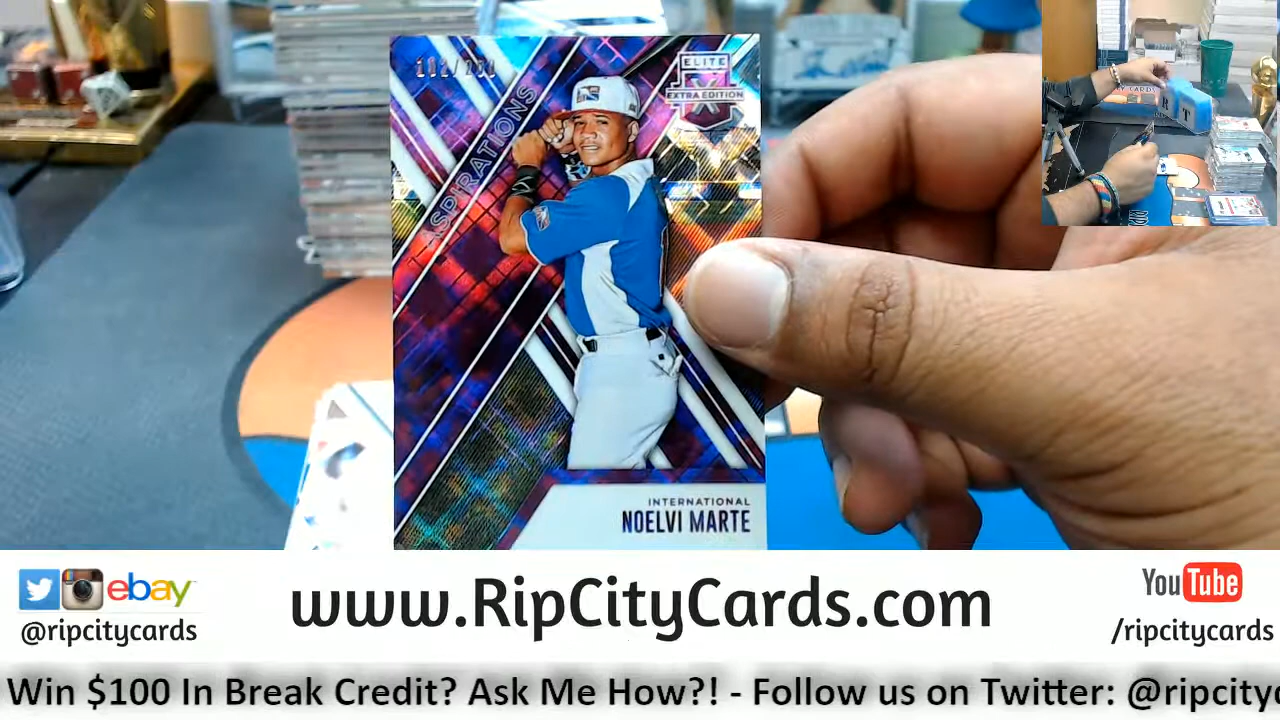 ELITE
EXTRA EDITION
ASPIRATIONS
INTERNATIONAL
NOELVI MARTE
ebay
@ripcitycards
www.RipCityCards.com
YouTube
/ripcitycards
Win $100 In Break Credit? Ask Me How?! - Follow us on Twitter: @ripcityc